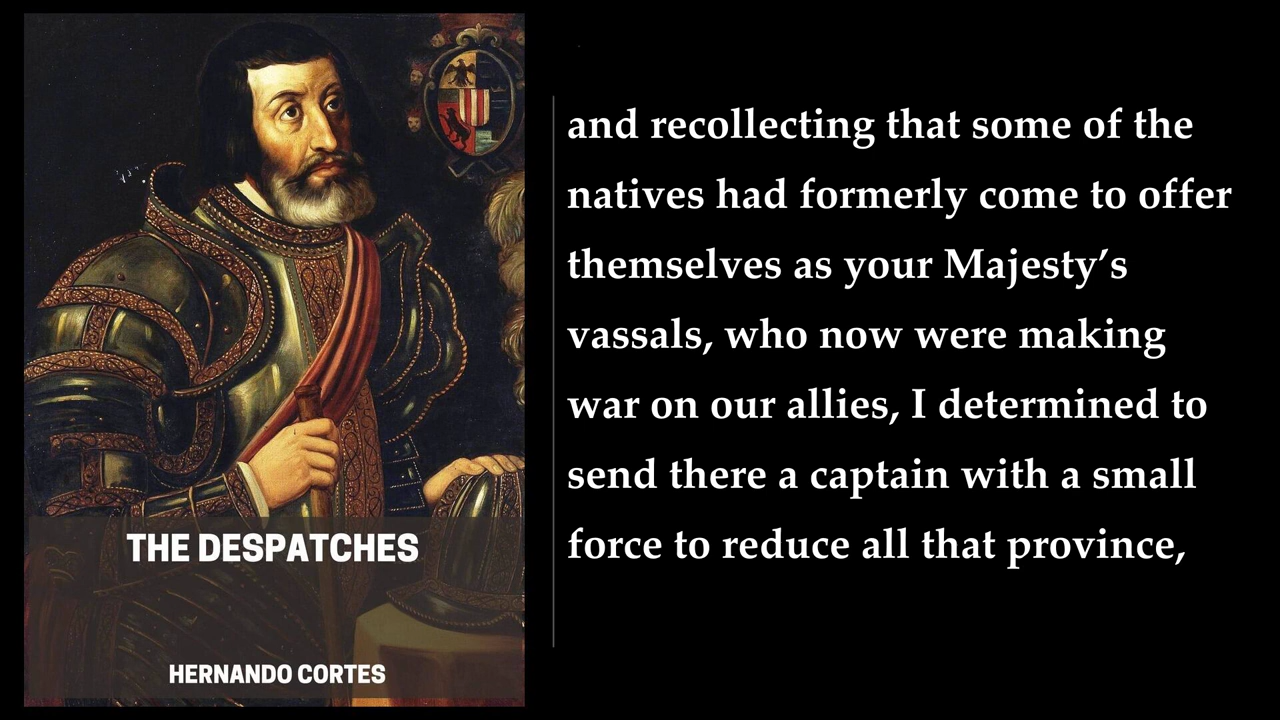 THE DESPATCHES
HERNANDO CORTES
and recollecting that some of the
natives had formerly come to offer
themselves as your Majesty’s
vassals, who now were making
war on our allies, I determined to
send there a captain with a small
force to reduce all that province,